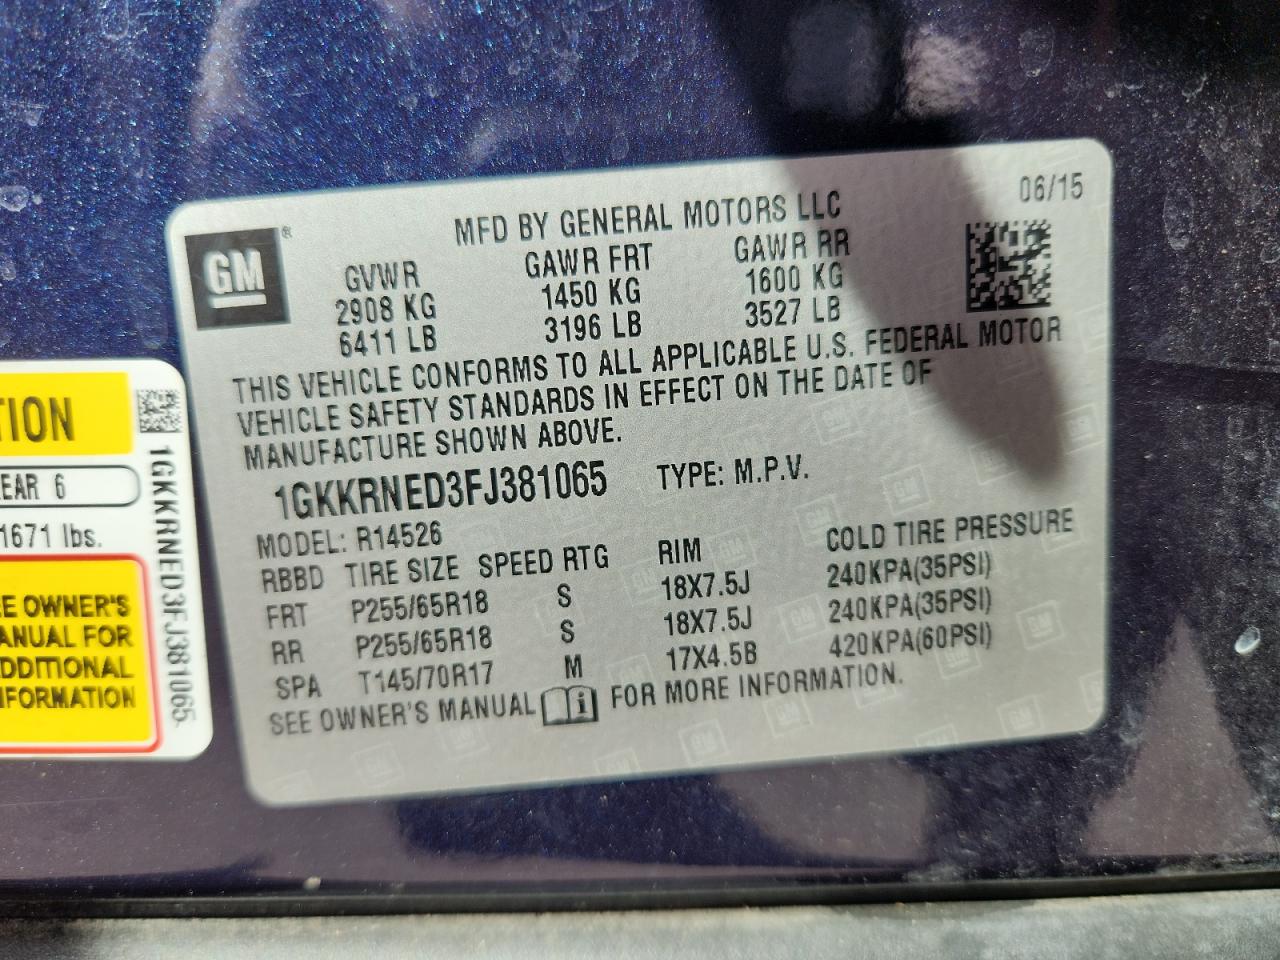 06/15
MFD BY GENERAL MOTORS LLC
GM®
GVWR GAWR FRT GAWR RR
2908 KG 1450 KG 1600 KG
6411 LB 3196 LB 3527 LB
THIS VEHICLE CONFORMS TO ALL APPLICABLE U.S. FEDERAL MOTOR
VEHICLE SAFETY STANDARDS IN EFFECT ON THE DATE OF
MANUFACTURE SHOWN ABOVE.
1GKKRNED3FJ381065 TYPE: M.P.V.
MODEL: R14526
RBBD TIRE SIZE SPEED RTG RIM COLD TIRE PRESSURE
FRT P255/65R18 S 18X7.5J 240KPA(35PSI)
RR P255/65R18 S 18X7.5J 240KPA(35PSI)
SPA T145/70R17 M 17X4.5B 420KPA(60PSI)
SEE OWNER'S MANUAL i FOR MORE INFORMATION.
TION
EAR 6
1671 lbs.
EE OWNER'S
ANUAL FOR
DDITIONAL
NFORMATION
1GKKRNED3FJ381065